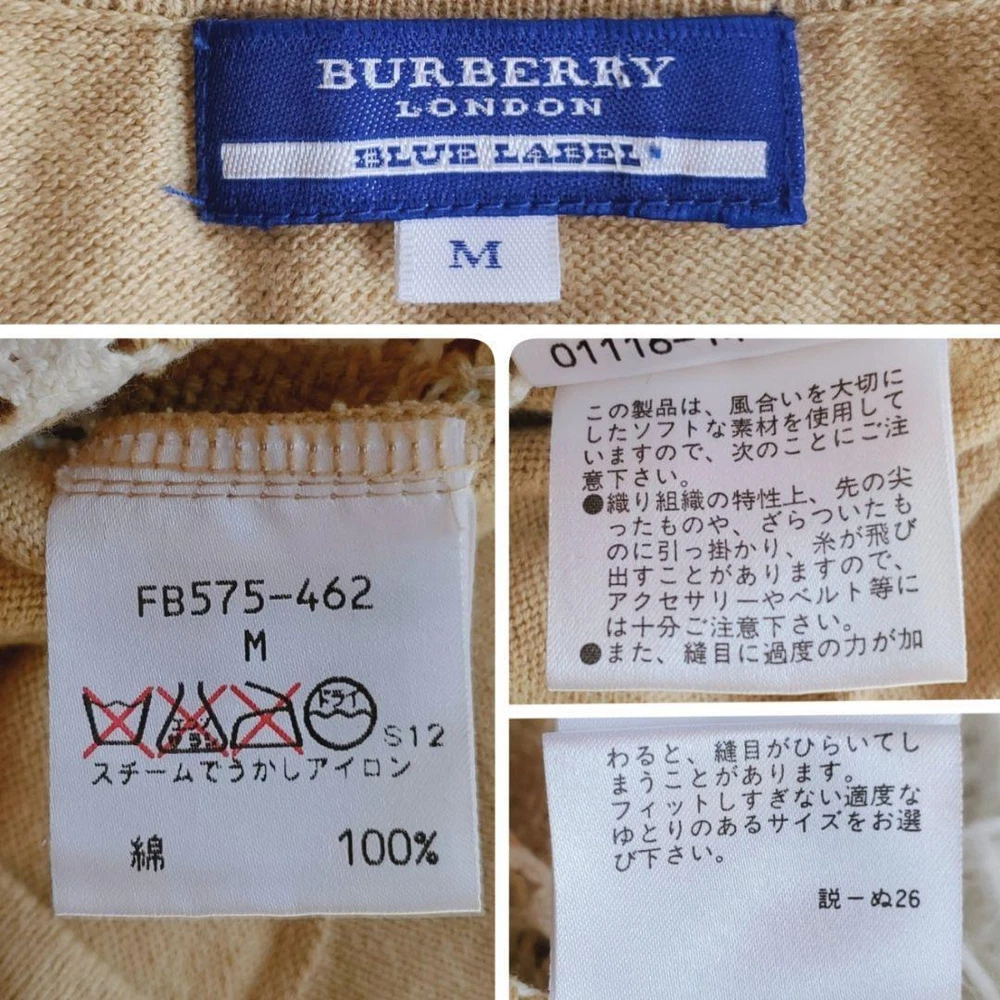 BURBERRY
LONDON
BLUE LABEL
M
FB575-462
M
エンソ
サラシ
ドライ
S12
スチームでうかしアイロン
綿 100%
この製品は、風合いを大切に
したソフトな素材を使用して
いますので、次のことにご注
意下さい。
●織り組織の特性上、先の尖
ったものや、ざらついたも
のに引っ掛かり、糸が飛び
出すことがありますので、
アクセサリーやベルト等に
は十分ご注意下さい。
●また、縫目に過度の力が加
わると、縫目がひらいてし
まうことがあります。
フィットしすぎない適度な
ゆとりのあるサイズをお選
び下さい。
説ーぬ26